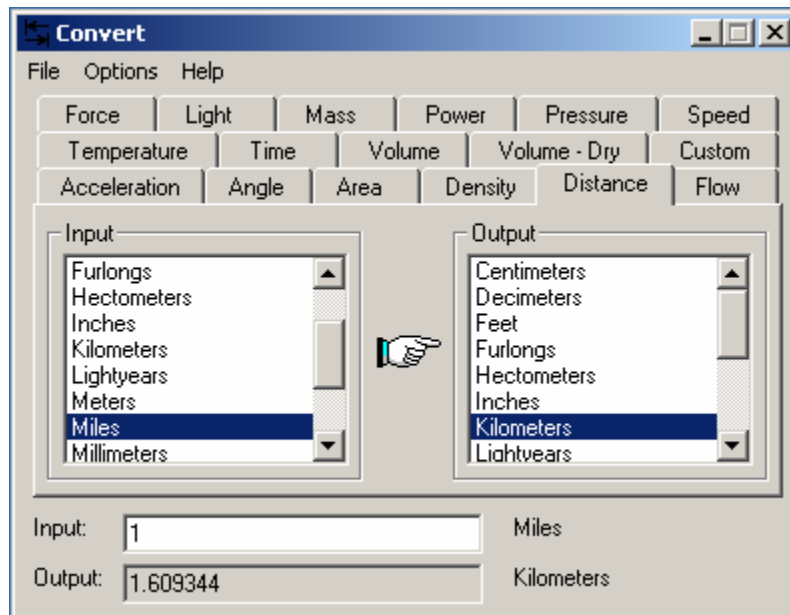 Convert
File Options Help
Force Light Mass Power Pressure Speed
Temperature Time Volume Volume - Dry Custom
Acceleration Angle Area Density Distance Flow
Input
Furlongs
Hectometers
Inches
Kilometers
Lightyears
Meters
Miles
Millimeters
Output
Centimeters
Decimeters
Feet
Furlongs
Hectometers
Inches
Kilometers
Lightyears
Input: 1 Miles
Output: 1.609344 Kilometers